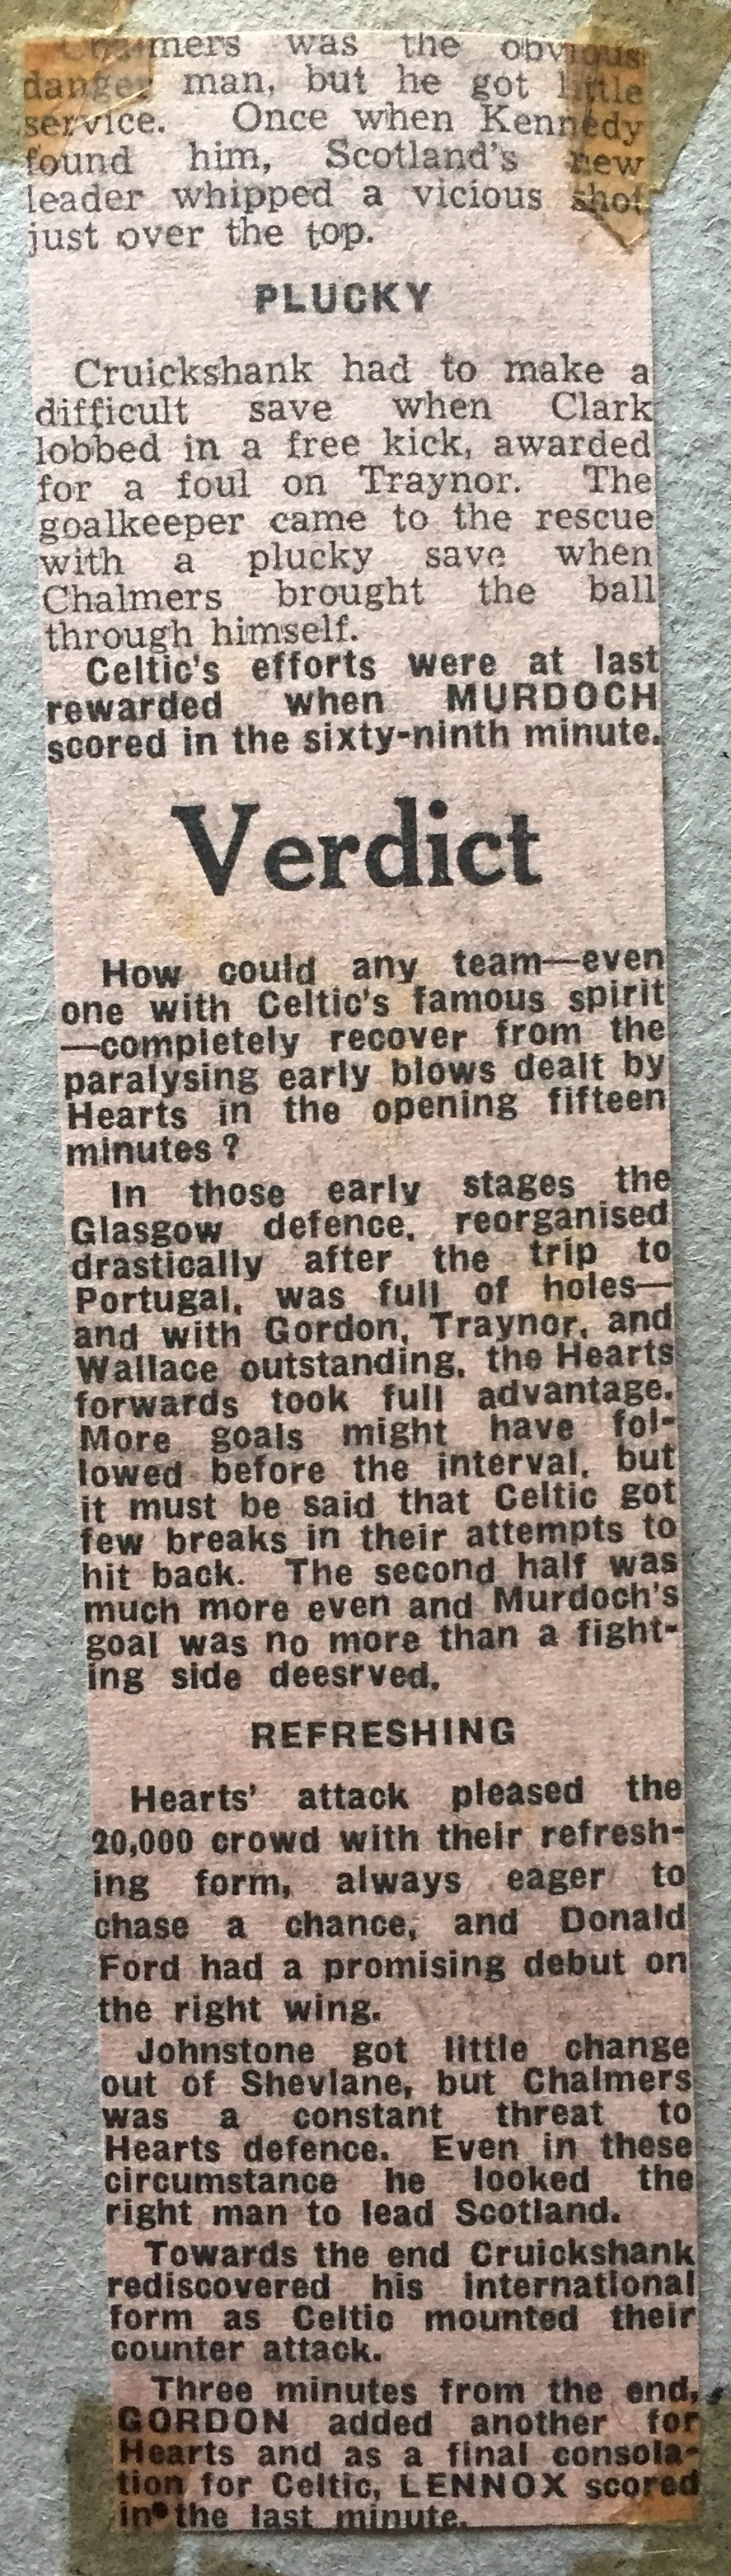 Chalmers was the obvious
danger man, but he got little
service. Once when Kennedy
found him, Scotland's new
leader whipped a vicious shot
just over the top.
PLUCKY
Cruickshank had to make a
difficult save when Clark
lobbed in a free kick, awarded
for a foul on Traynor. The
goalkeeper came to the rescue
with a plucky save when
Chalmers brought the ball
through himself.
Celtic's efforts were at last
rewarded when MURDOCH
scored in the sixty-ninth minute.
Verdict
How could any team—even
one with Celtic's famous spirit
—completely recover from the
paralysing early blows dealt by
Hearts in the opening fifteen
minutes?
In those early stages the
Glasgow defence, reorganised
drastically after the trip to
Portugal, was full of holes—
and with Gordon, Traynor, and
Wallace outstanding, the Hearts
forwards took full advantage.
More goals might have fol-
lowed before the interval, but
it must be said that Celtic got
few breaks in their attempts to
hit back. The second half was
much more even and Murdoch's
goal was no more than a fight-
ing side deesrved.
REFRESHING
Hearts' attack pleased the
20,000 crowd with their refresh-
ing form, always eager to
chase a chance, and Donald
Ford had a promising debut on
the right wing.
Johnstone got little change
out of Shevlane, but Chalmers
was a constant threat to
Hearts defence. Even in these
circumstance he looked the
right man to lead Scotland.
Towards the end Cruickshank
rediscovered his international
form as Celtic mounted their
counter attack.
Three minutes from the end,
GORDON added another for
Hearts and as a final consola-
tion for Celtic, LENNOX scored
in the last minute.